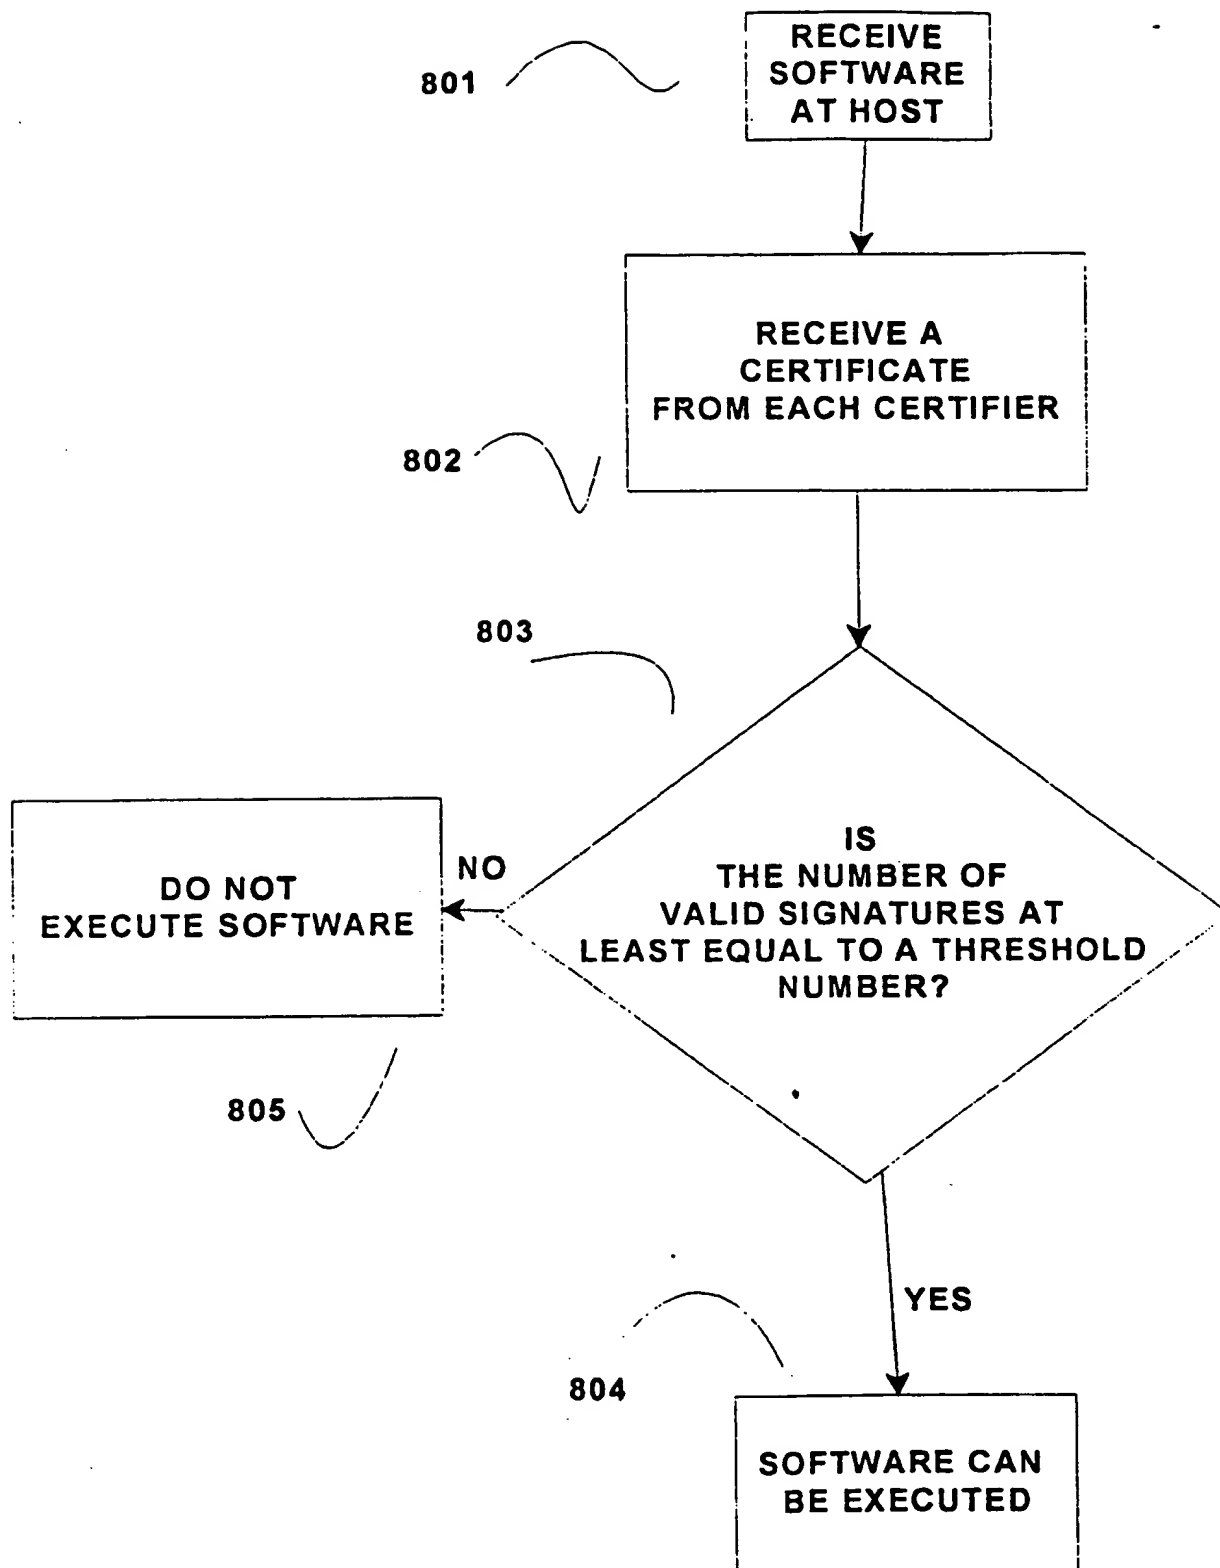 RECEIVE
SOFTWARE
AT HOST
801
RECEIVE A
CERTIFICATE
FROM EACH CERTIFIER
802
803
IS
THE NUMBER OF
VALID SIGNATURES AT
LEAST EQUAL TO A THRESHOLD
NUMBER?
NO
DO NOT
EXECUTE SOFTWARE
805
YES
804
SOFTWARE CAN
BE EXECUTED